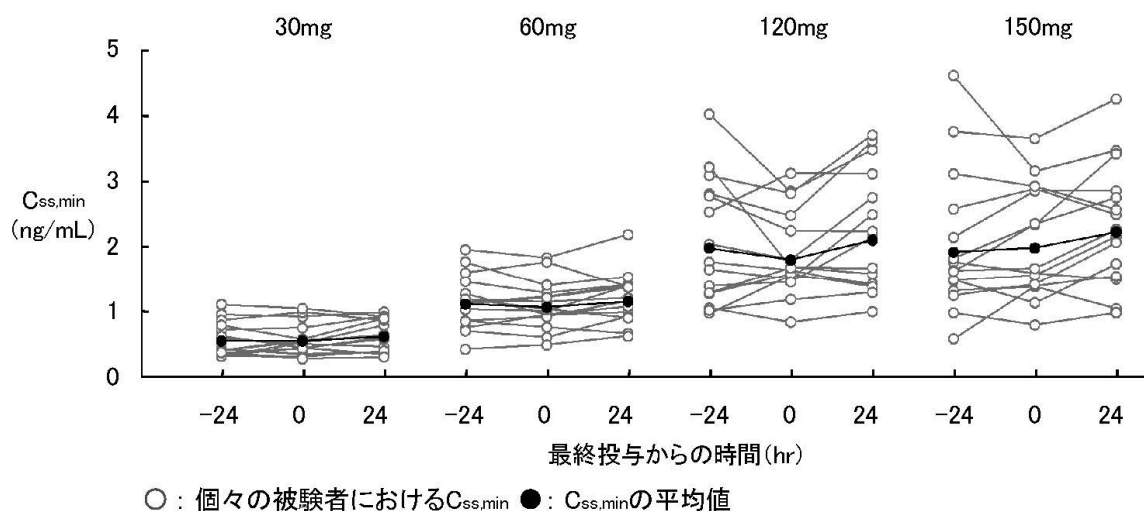 30mg 60mg 120mg 150mg
5
4
3
2
1
0
Css,min
(ng/mL)
-24 0 24 -24 0 24 -24 0 24 -24 0 24
最終投与からの時間(hr)
○ : 個々の被験者におけるCss,min ● : Css,minの平均値